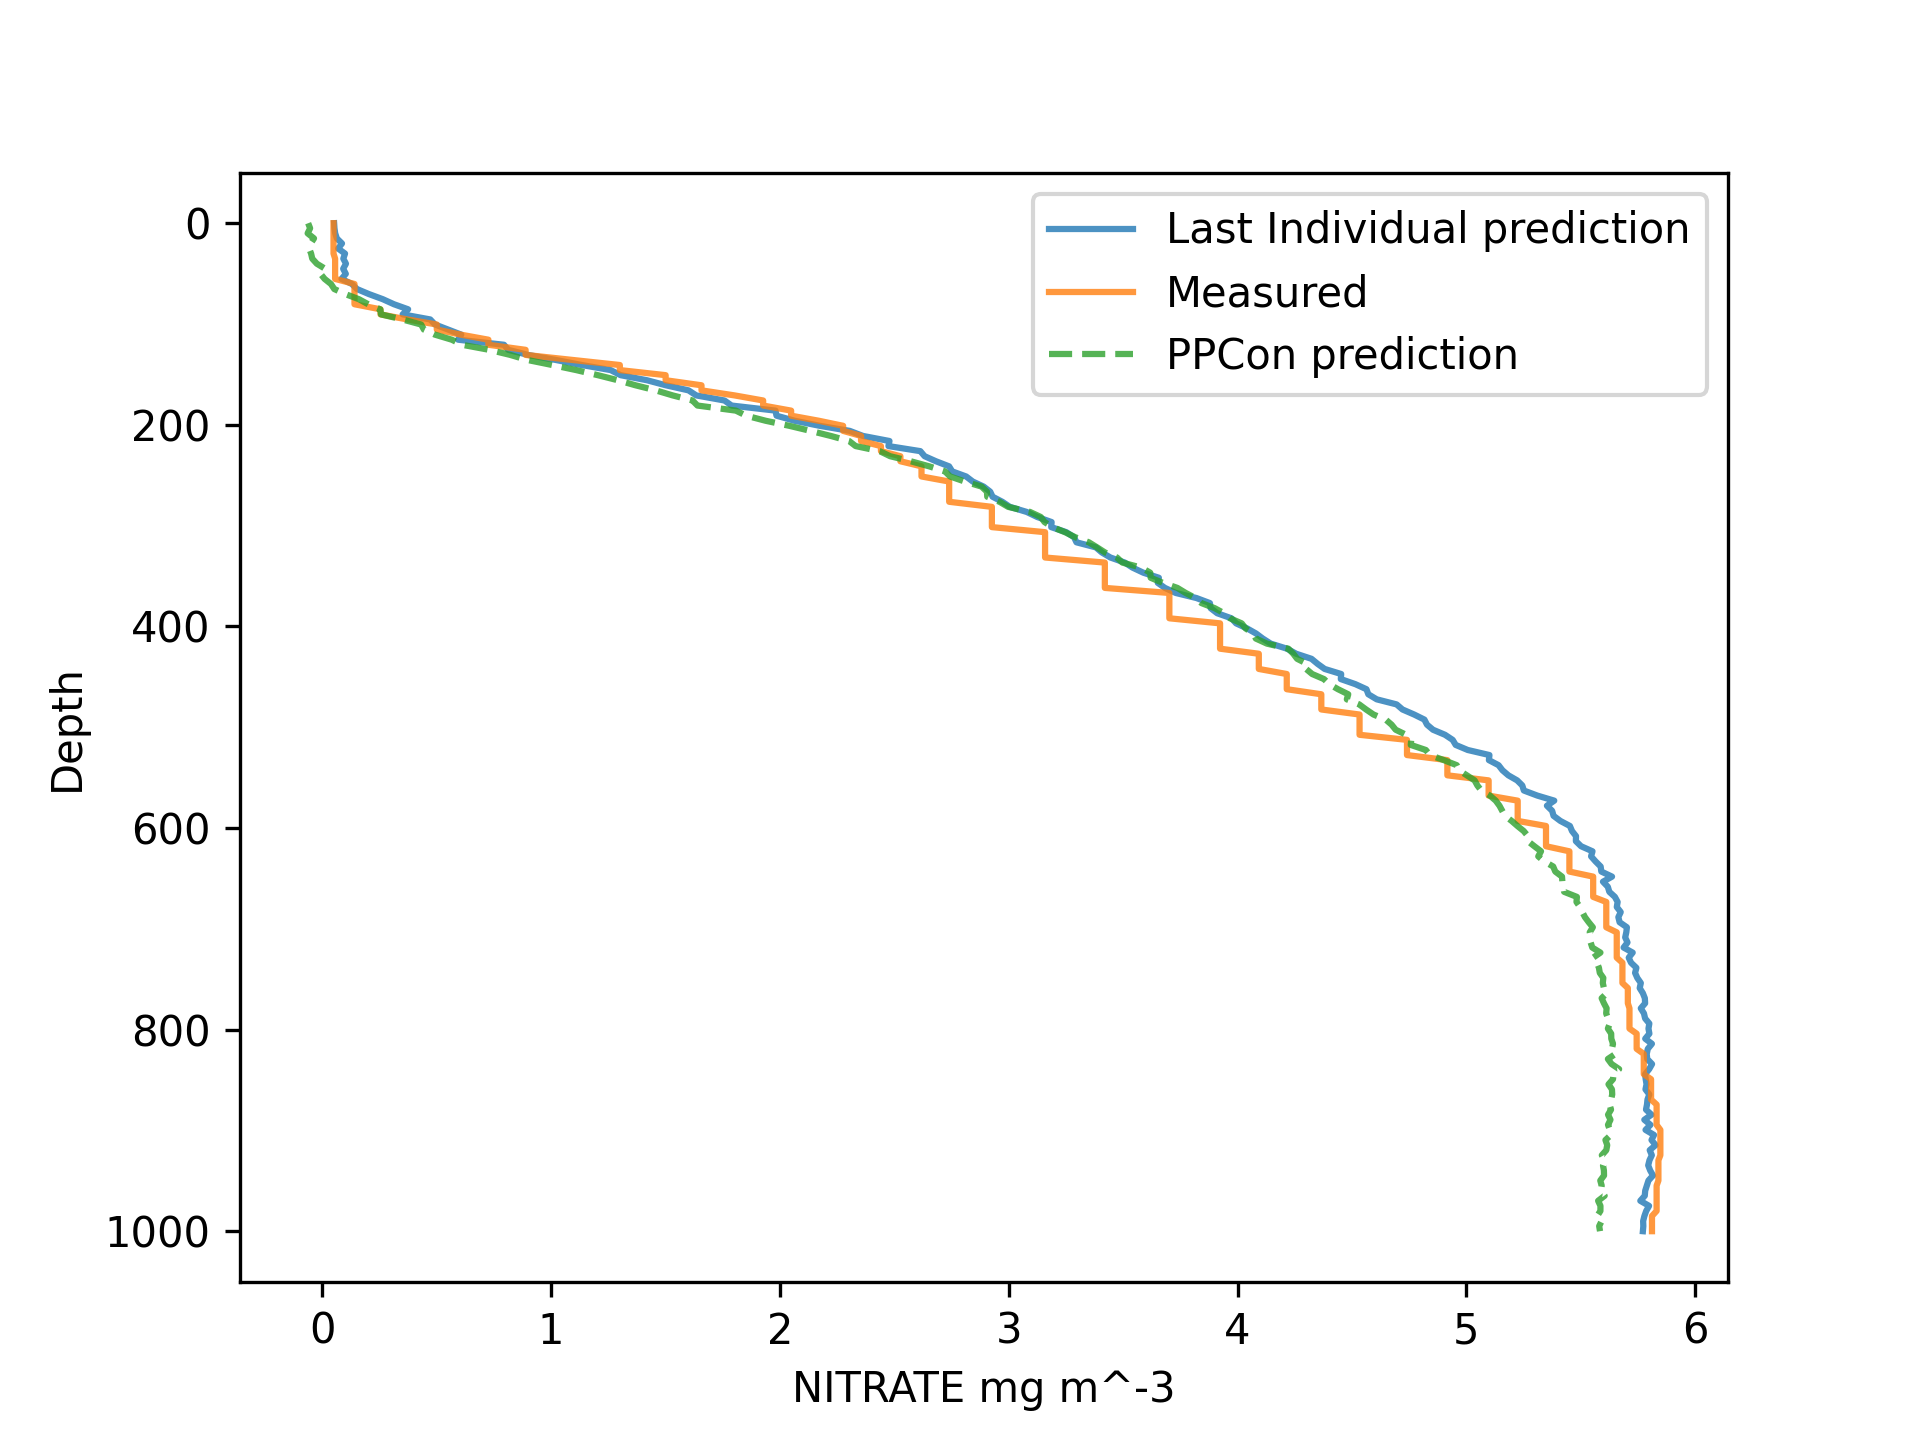 Last Individual prediction
Measured
PPCon prediction
0
200
400
600
800
1000
Depth
0 1 2 3 4 5 6
NITRATE mg m^-3